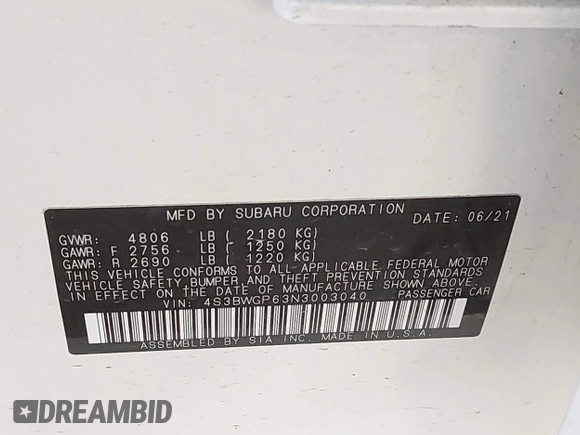 MFD BY SUBARU CORPORATION DATE: 06/21
GVWR: 4806 LB ( 2180 KG)
GAWR: F 2756 LB ( 1250 KG)
GAWR: R 2690 LB ( 1220 KG)
THIS VEHICLE CONFORMS TO ALL APPLICABLE FEDERAL MOTOR
VEHICLE SAFETY, BUMPER, AND THEFT PREVENTION STANDARDS
IN EFFECT ON THE DATE OF MANUFACTURE SHOWN ABOVE.
VIN: 4S3BWGP63N3003040 PASSENGER CAR
ASSEMBLED BY SIA INC. IN U.S.A.
DREAMBID